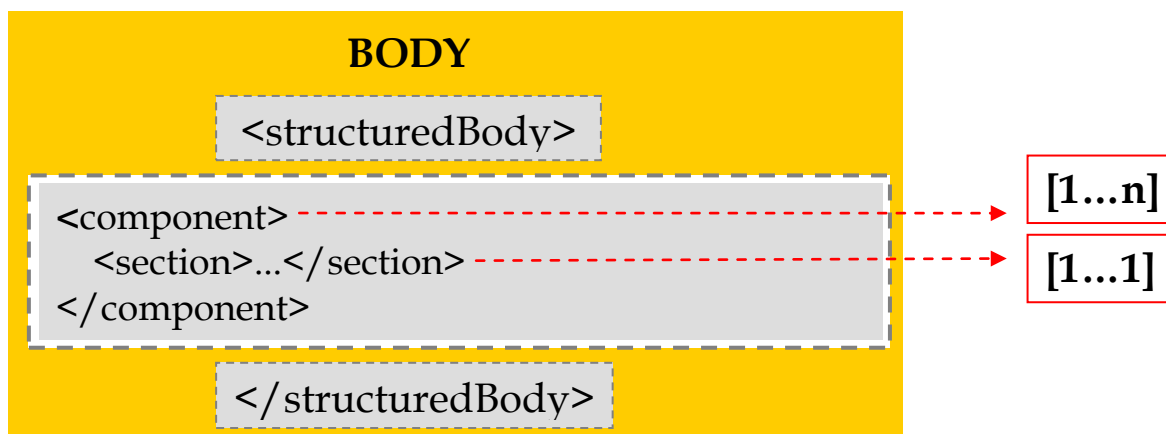 BODY
<structuredBody>
<component>
<section>...</section>
</component>
</structuredBody>
[1...n]
[1...1]